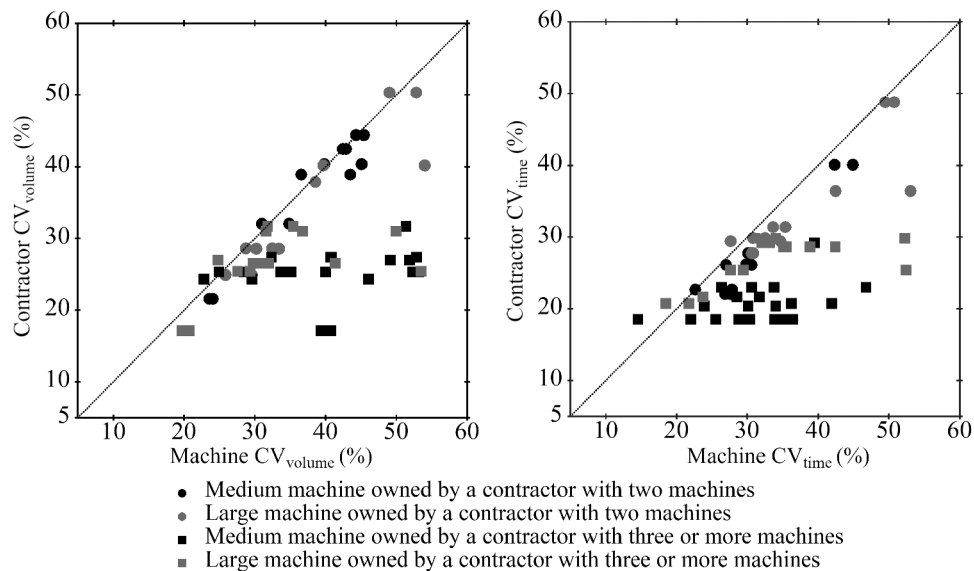 60
50
40
30
20
10
5
Contractor CVvolume (%)
10 20 30 40 50 60
Machine CVvolume (%)
60
50
40
30
20
10
5
Contractor CVtime (%)
10 20 30 40 50 60
Machine CVtime (%)
Medium machine owned by a contractor with two machines
Large machine owned by a contractor with two machines
Medium machine owned by a contractor with three or more machines
Large machine owned by a contractor with three or more machines